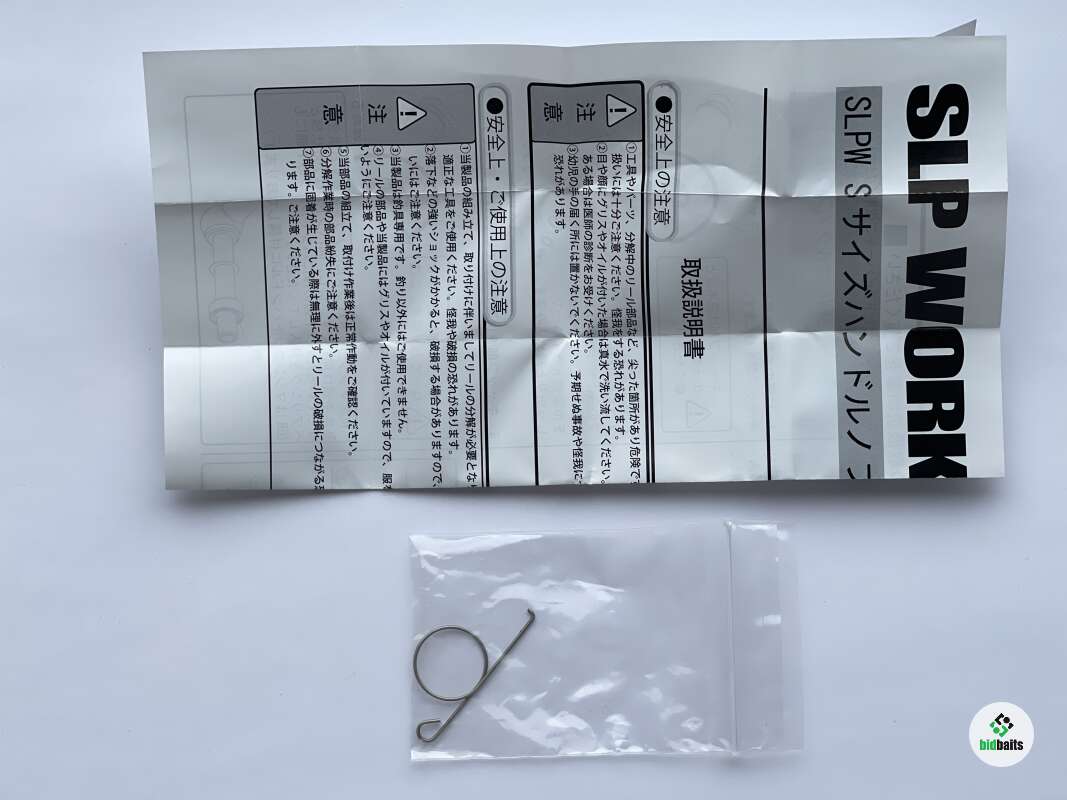 SLP WORK
SLPW Sサイズハンドルノ
取扱説明書
●安全上の注意
注意
①工具やパーツ、分解中のリール部品など、尖った箇所があり危険で
扱いには十分ご注意ください。怪我をする恐れがあります。
②目や顔にグリスやオイルが付いた場合は真水で洗い流してください。
ある場合は医師の診断をお受けください。
③幼児の手の届く所には置かないでください。予期せぬ事故や怪我に
恐れがあります。
●安全上・ご使用上の注意
注意
①当製品の組み立て、取り付けに伴いましてリールの分解が必要とな
適正な工具をご使用ください。怪我や破損の恐れがあります。
②落下などの強いショックがかかると、破損する場合がありますので、
いにはご注意ください。
③当製品は釣具専用です。釣り以外にはご使用できません。
④リールの部品や当製品にはグリスやオイルが付いていますので、服
いようにご注意ください。
⑤当部品の組立て、取付け作業後は正常作動をご確認ください。
⑥分解作業時の部品紛失にご注意ください。
⑦部品に固着が生じている際は無理に外すとリールの破損につながる
ります。ご注意ください。
bidbaits